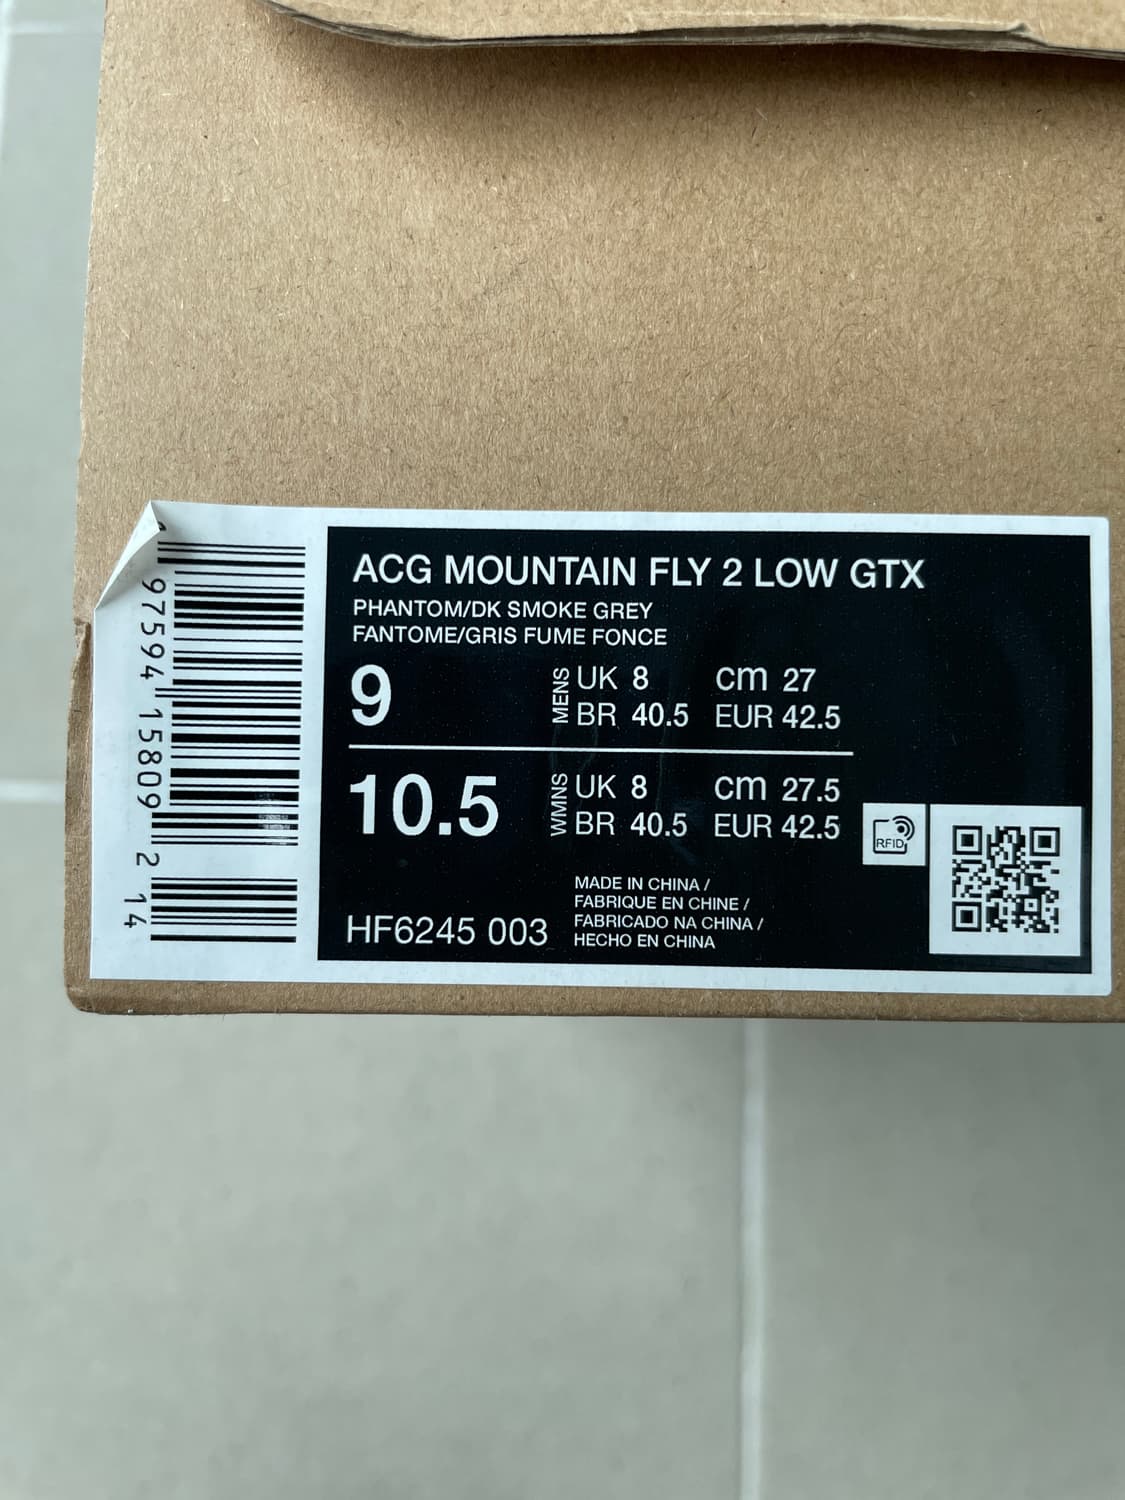 ACG MOUNTAIN FLY 2 LOW GTX
PHANTOM/DK SMOKE GREY
FANTOME/GRIS FUME FONCE
9
MENS
UK 8 cm 27
BR 40.5 EUR 42.5
10.5
WMNS
UK 8 cm 27.5
BR 40.5 EUR 42.5
RFID
HF6245 003
MADE IN CHINA /
FABRIQUE EN CHINE /
FABRICADO NA CHINA /
HECHO EN CHINA
97594 15809 2 14